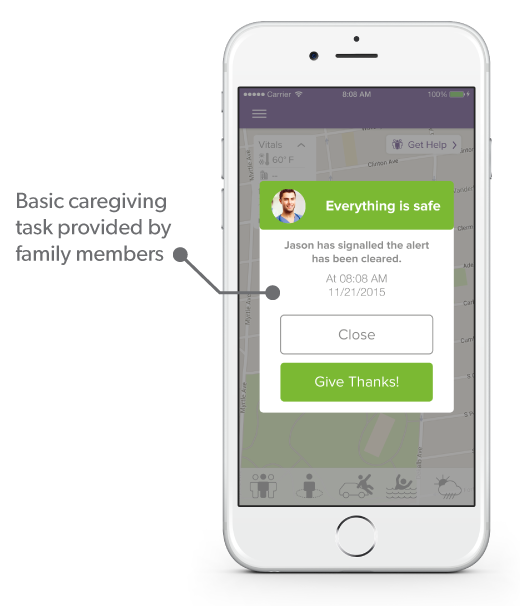 Basic caregiving
task provided by
family members
Carrier 8:08 AM 100%
Vitals
Get Help
60° F
--
Clinton Ave
Myrtle Ave
Everything is safe
Jason has signalled the alert
has been cleared.
At 08:08 AM
11/21/2015
Close
Give Thanks!